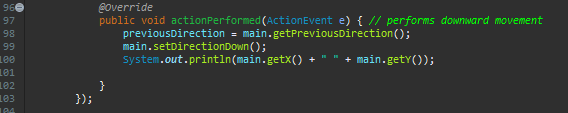 96 @Override
97 public void actionPerformed(ActionEvent e) { // performs downward movement
98 previousDirection = main.getPreviousDirection();
99 main.setDirectionDown();
100 System.out.println(main.getX() + " " + main.getY());
101
102 }
103 });
104